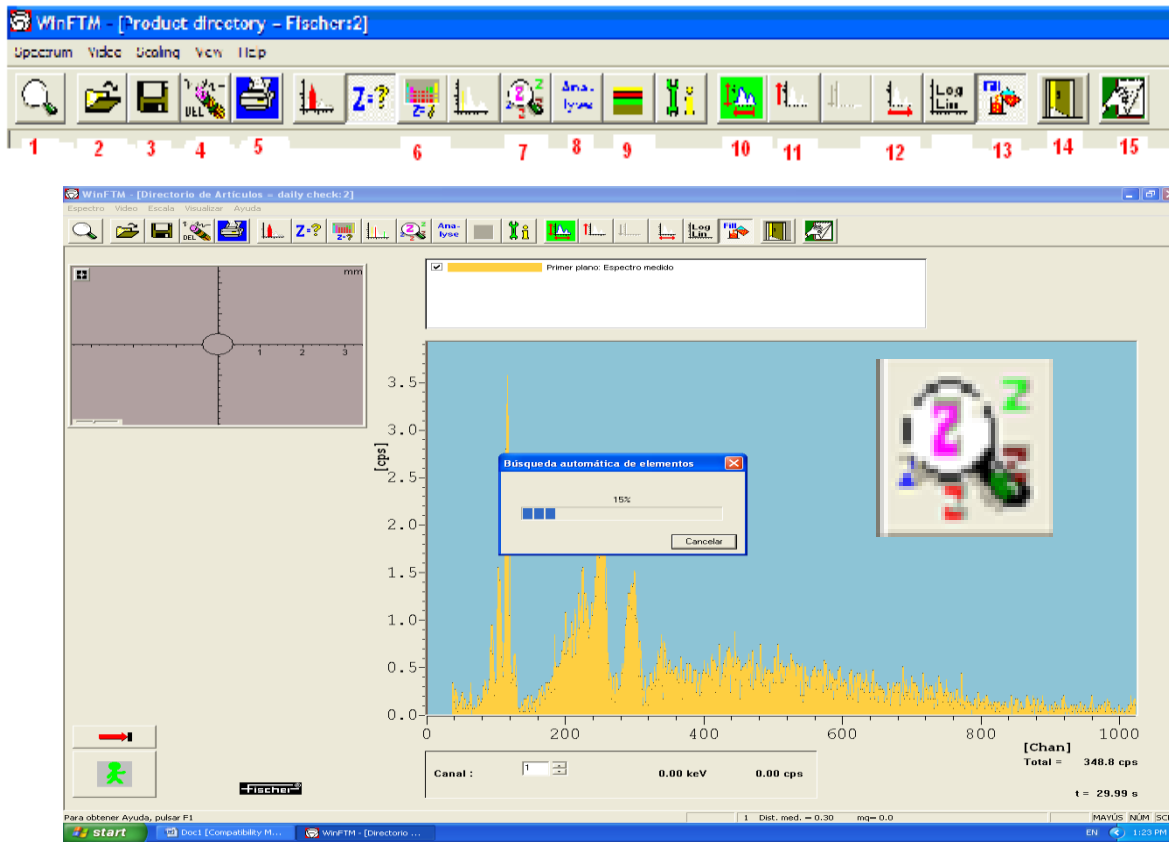 WinFTM - [Product directory - Fischer:2]
Spectrum Video Scaling View Help
DEL Z=? Z=? Z Ana-lyse Log Lin Fill
1 2 3 4 5 6 7 8 9 10 11 12 13 14 15
WinFTM - [Directorio de Artículos - daily check:2]
Espectro Video Escala Visualizar Ayuda
DEL Z=? Z=? Z Ana-lyse Log Lin Fill
mm
1 2 3
Primer plano: Espectro medido
3.5
3.0
[cps]
2.5
2.0
1.5
1.0
0.5
0.0
Búsqueda automática de elementos
15%
Cancelar
Z Z
0 200 400 600 800 1000
[Chan]
Total = 348.8 cps
Canal : 1 0.00 keV 0.00 cps
t = 29.99 s
Fischer
Para obtener Ayuda, pulsar F1
1 Dist. med. = 0.30 mq= 0.0
MAYÚS NÚM
start Doc1 [Compatibility M... WinFTM - [Directorio ... EN 1:23 PM